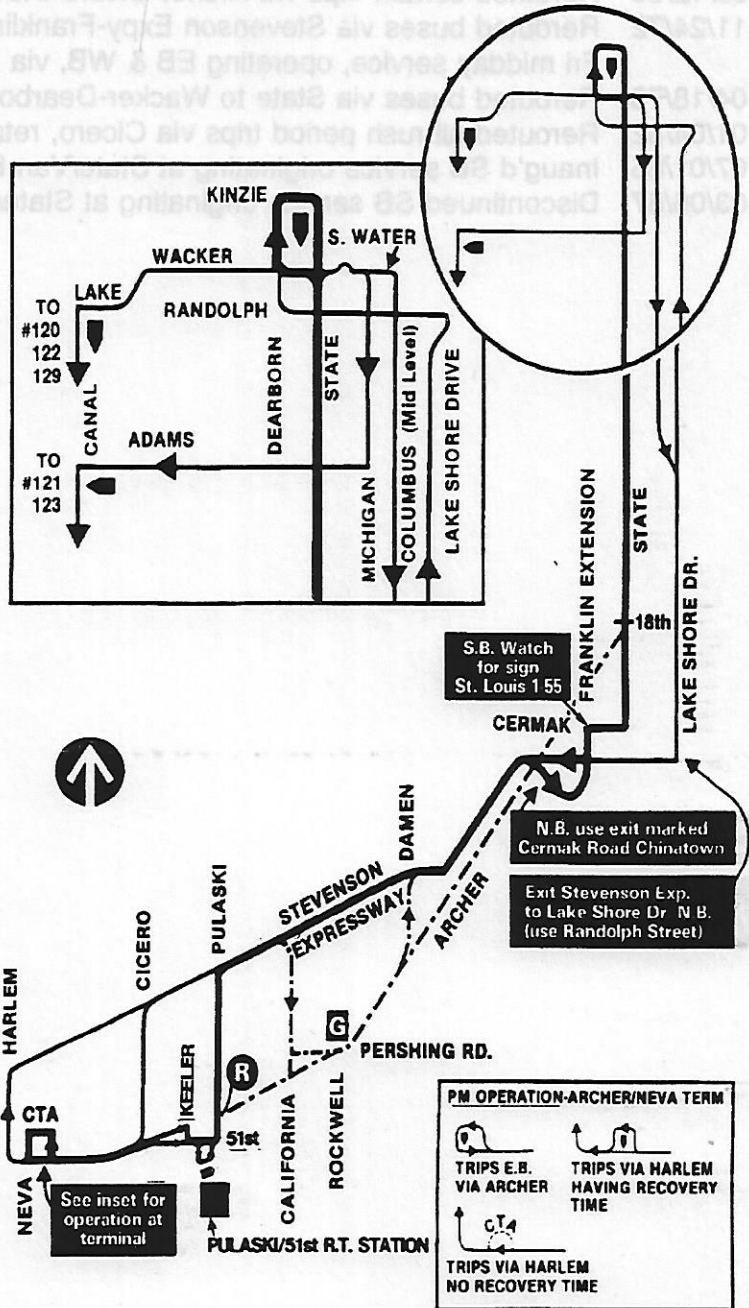 KINZIE
S. WATER
WACKER
LAKE
RANDOLPH
TO
#120
122
129
CANAL
DEARBORN
STATE
MICHIGAN
COLUMBUS (Mid Level)
LAKE SHORE DRIVE
ADAMS
TO
#121
123
FRANKLIN EXTENSION
STATE
LAKE SHORE DR.
18th
S.B. Watch
for sign
St. Louis 1-55
CERMAK
N.B. use exit marked
Cermak Road Chinatown
Exit Stevenson Exp.
to Lake Shore Dr N.B.
(use Randolph Street)
DAMEN
STEVENSON
EXPRESSWAY
ARCHER
PULASKI
CICERO
HARLEM
KEELER
G
PERSHING RD.
R
CTA
51st
CALIFORNIA
ROCKWELL
NEVA
See inset for
operation at
terminal
PULASKI/51st R.T. STATION
PM OPERATION-ARCHER/NEVA TERM
TRIPS E.B.
VIA ARCHER
TRIPS VIA HARLEM
HAVING RECOVERY
TIME
CTA
TRIPS VIA HARLEM
NO RECOVERY TIME